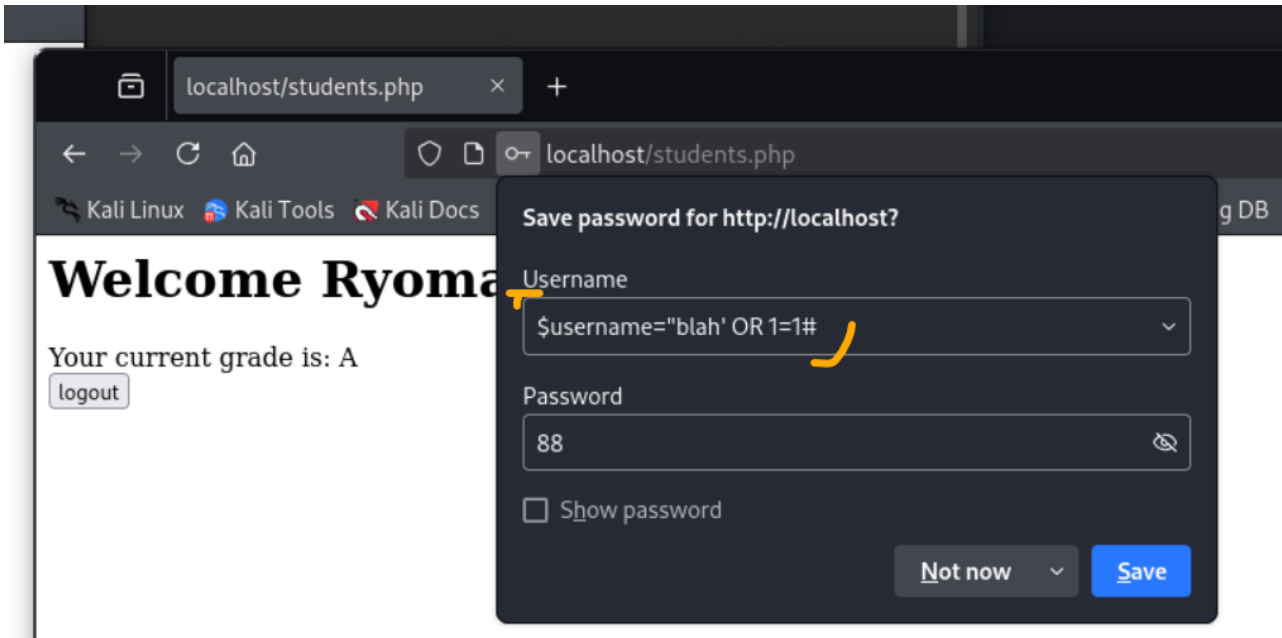 localhost/students.php
localhost/students.php
Kali Linux Kali Tools Kali Docs g DB
Save password for http://localhost?
Welcome Ryoma
Username
$username="blah' OR 1=1#
Your current grade is: A
logout
Password
88
Show password
Not now Save